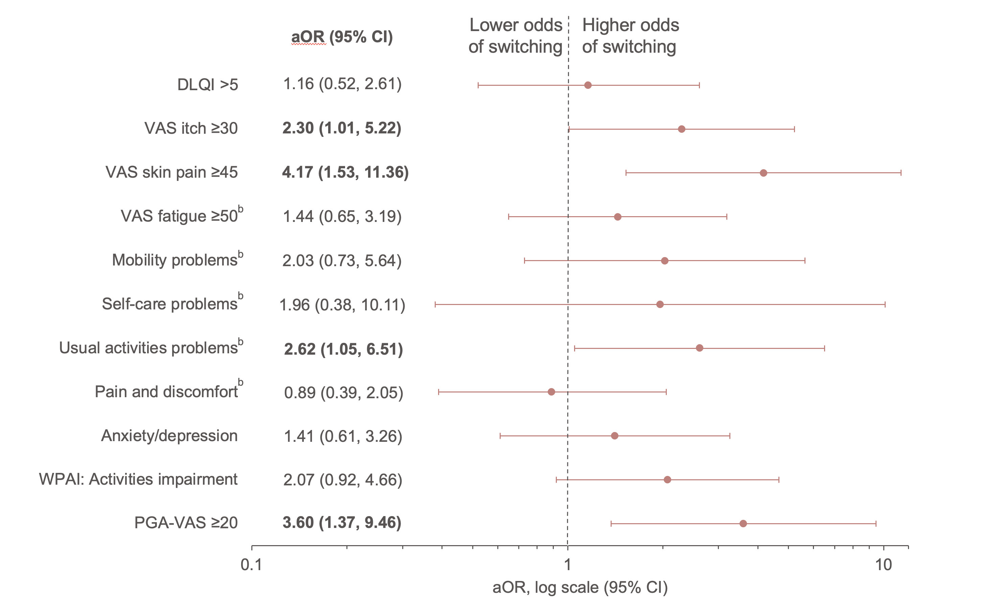 aOR (95% CI)
Lower odds
of switching
Higher odds
of switching
DLQI >5 1.16 (0.52, 2.61)
VAS itch ≥30 2.30 (1.01, 5.22)
VAS skin pain ≥45 4.17 (1.53, 11.36)
VAS fatigue ≥50b 1.44 (0.65, 3.19)
Mobility problemsb 2.03 (0.73, 5.64)
Self-care problemsb 1.96 (0.38, 10.11)
Usual activities problemsb 2.62 (1.05, 6.51)
Pain and discomfortb 0.89 (0.39, 2.05)
Anxiety/depression 1.41 (0.61, 3.26)
WPAI: Activities impairment 2.07 (0.92, 4.66)
PGA-VAS ≥20 3.60 (1.37, 9.46)
0.1 1 10
aOR, log scale (95% CI)